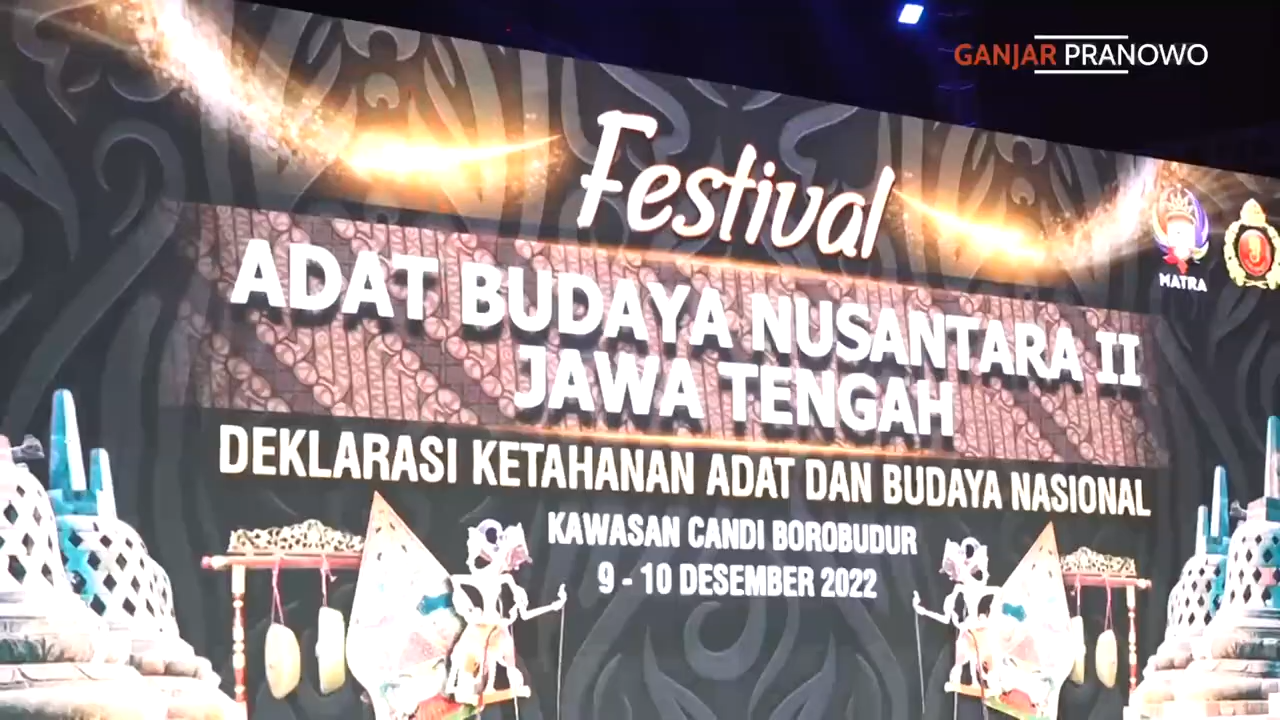 GANJAR PRANOWO
Festival
MATRA
ADAT BUDAYA NUSANTARA II
JAWA TENGAH
DEKLARASI KETAHANAN ADAT DAN BUDAYA NASIONAL
KAWASAN CANDI BOROBUDUR
9 - 10 DESEMBER 2022